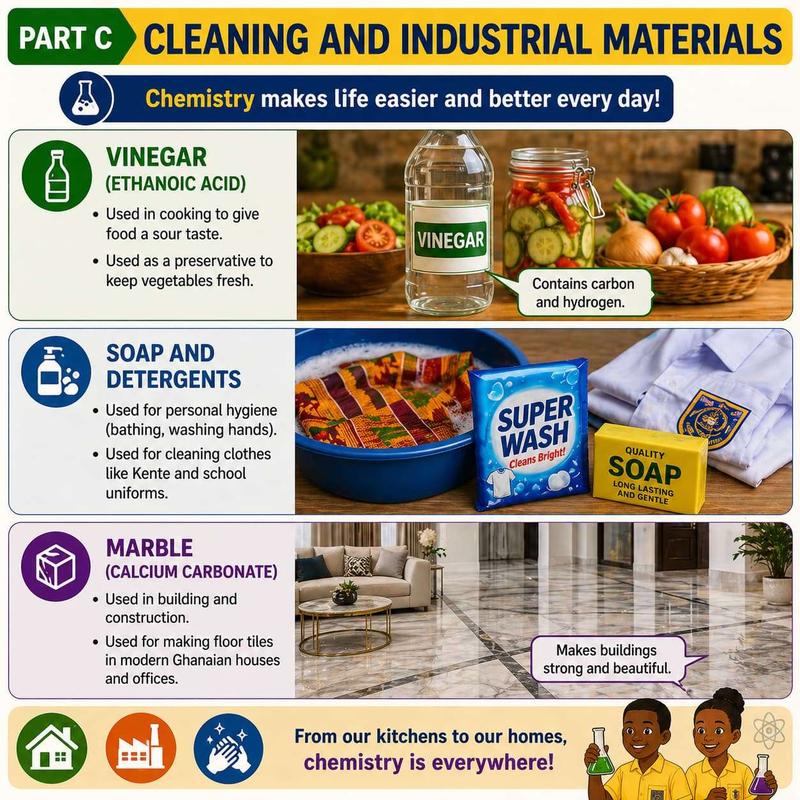 PART C
CLEANING AND INDUSTRIAL MATERIALS
Chemistry makes life easier and better every day!
VINEGAR
(ETHANOIC ACID)
• Used in cooking to give
food a sour taste.
• Used as a preservative to
keep vegetables fresh.
VINEGAR
Contains carbon
and hydrogen.
SOAP AND
DETERGENTS
• Used for personal hygiene
(bathing, washing hands).
• Used for cleaning clothes
like Kente and school
uniforms.
SUPER
WASH
Cleans Bright!
QUALITY
SOAP
LONG LASTING
AND GENTLE
MARBLE
(CALCIUM CARBONATE)
• Used in building and
construction.
• Used for making floor tiles
in modern Ghanaian houses
and offices.
Makes buildings
strong and beautiful.
From our kitchens to our homes,
chemistry is everywhere!